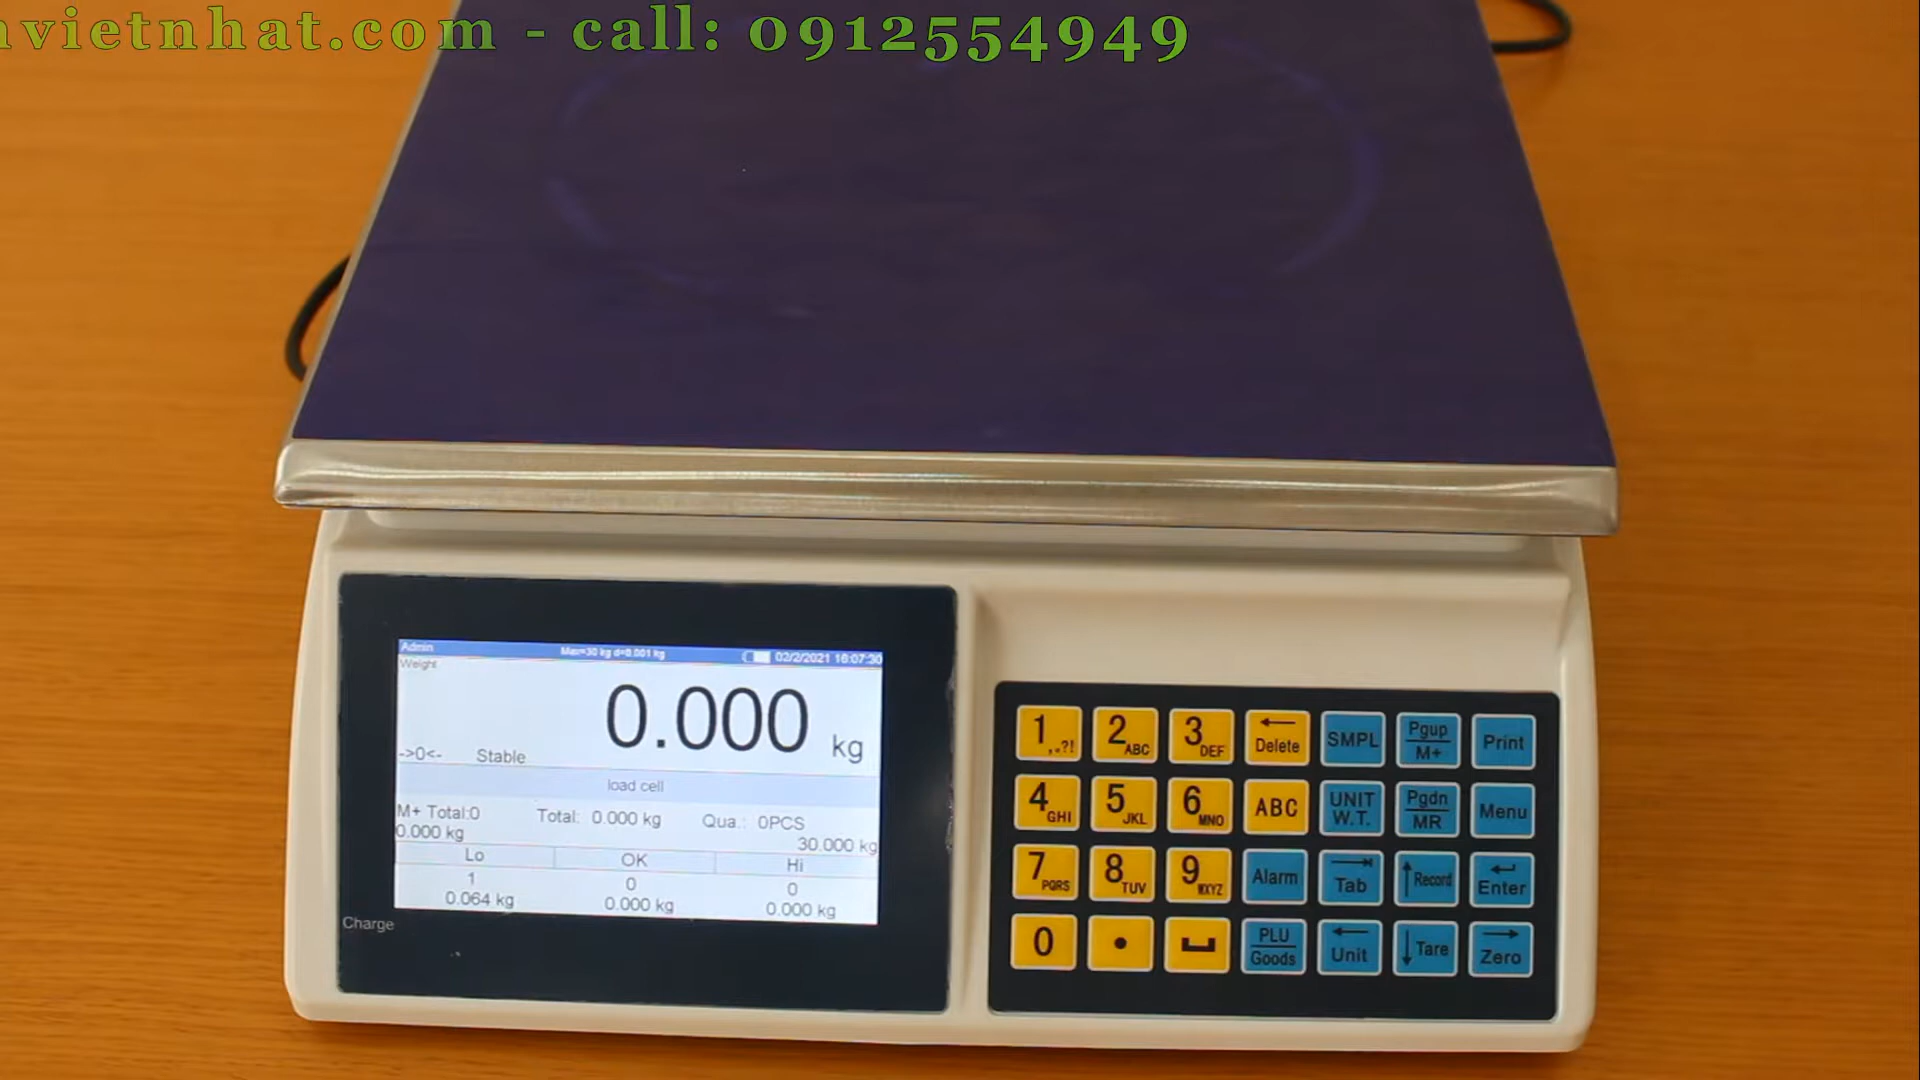 vietnhat.com - call: 0912554949
Admin Max=30 kg d=0.001 kg 02/2/2021 16:07:30
Weight
0.000 kg
->0<- Stable
load cell
M+ Total:0 Total: 0.000 kg Qua.: 0PCS
0.000 kg 30.000 kg
Lo OK Hi
1 0 0
0.064 kg 0.000 kg 0.000 kg
Charge
1 ,.?! 2 ABC 3 DEF ← Delete SMPL Pgup M+ Print
4 GHI 5 JKL 6 MNO ABC UNIT W.T. Pgdn MR Menu
7 PQRS 8 TUV 9 WXYZ Alarm Tab ↑ Record Enter
0 . PLU Goods ← Unit ↓ Tare → Zero